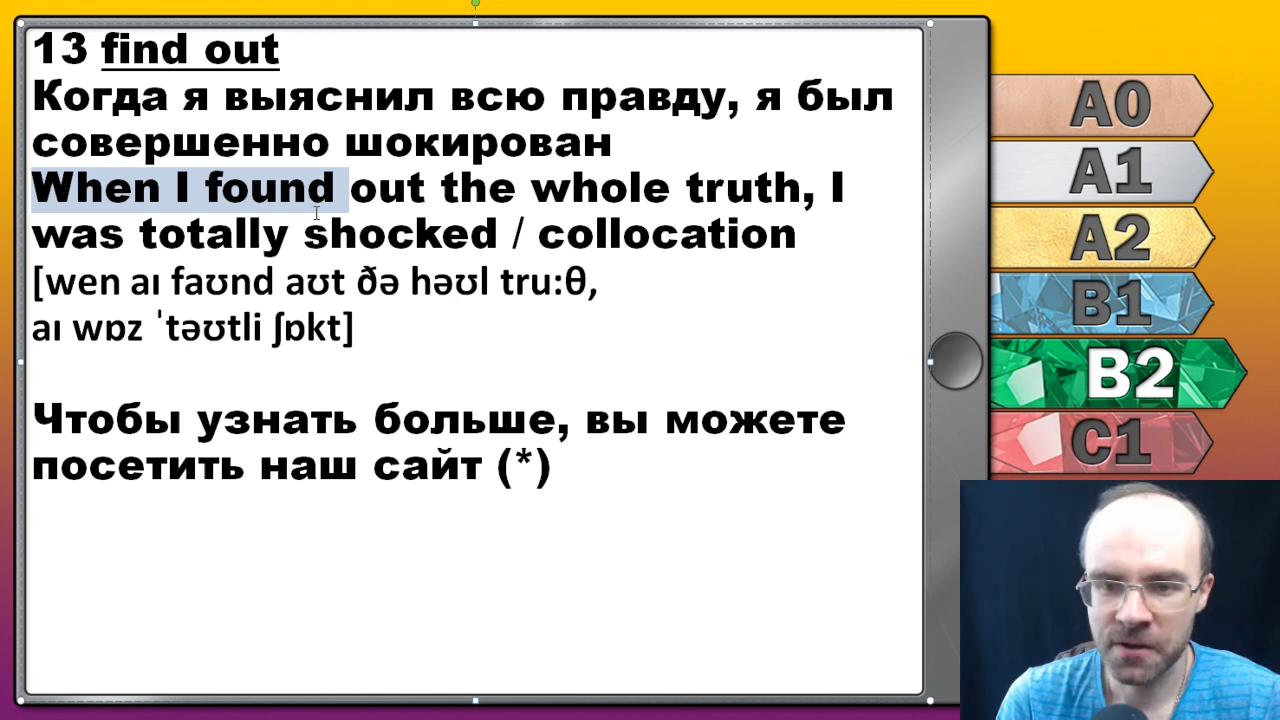 13 find out
Когда я выяснил всю правду, я был
совершенно шокирован
When I found out the whole truth, I
was totally shocked / collocation
[wen aɪ faʊnd aʊt ðə həʊl tru:θ,
aɪ wɒz ˈtəʊtli ʃɒkt]
Чтобы узнать больше, вы можете
посетить наш сайт (*)
A0
A1
A2
B1
B2
C1